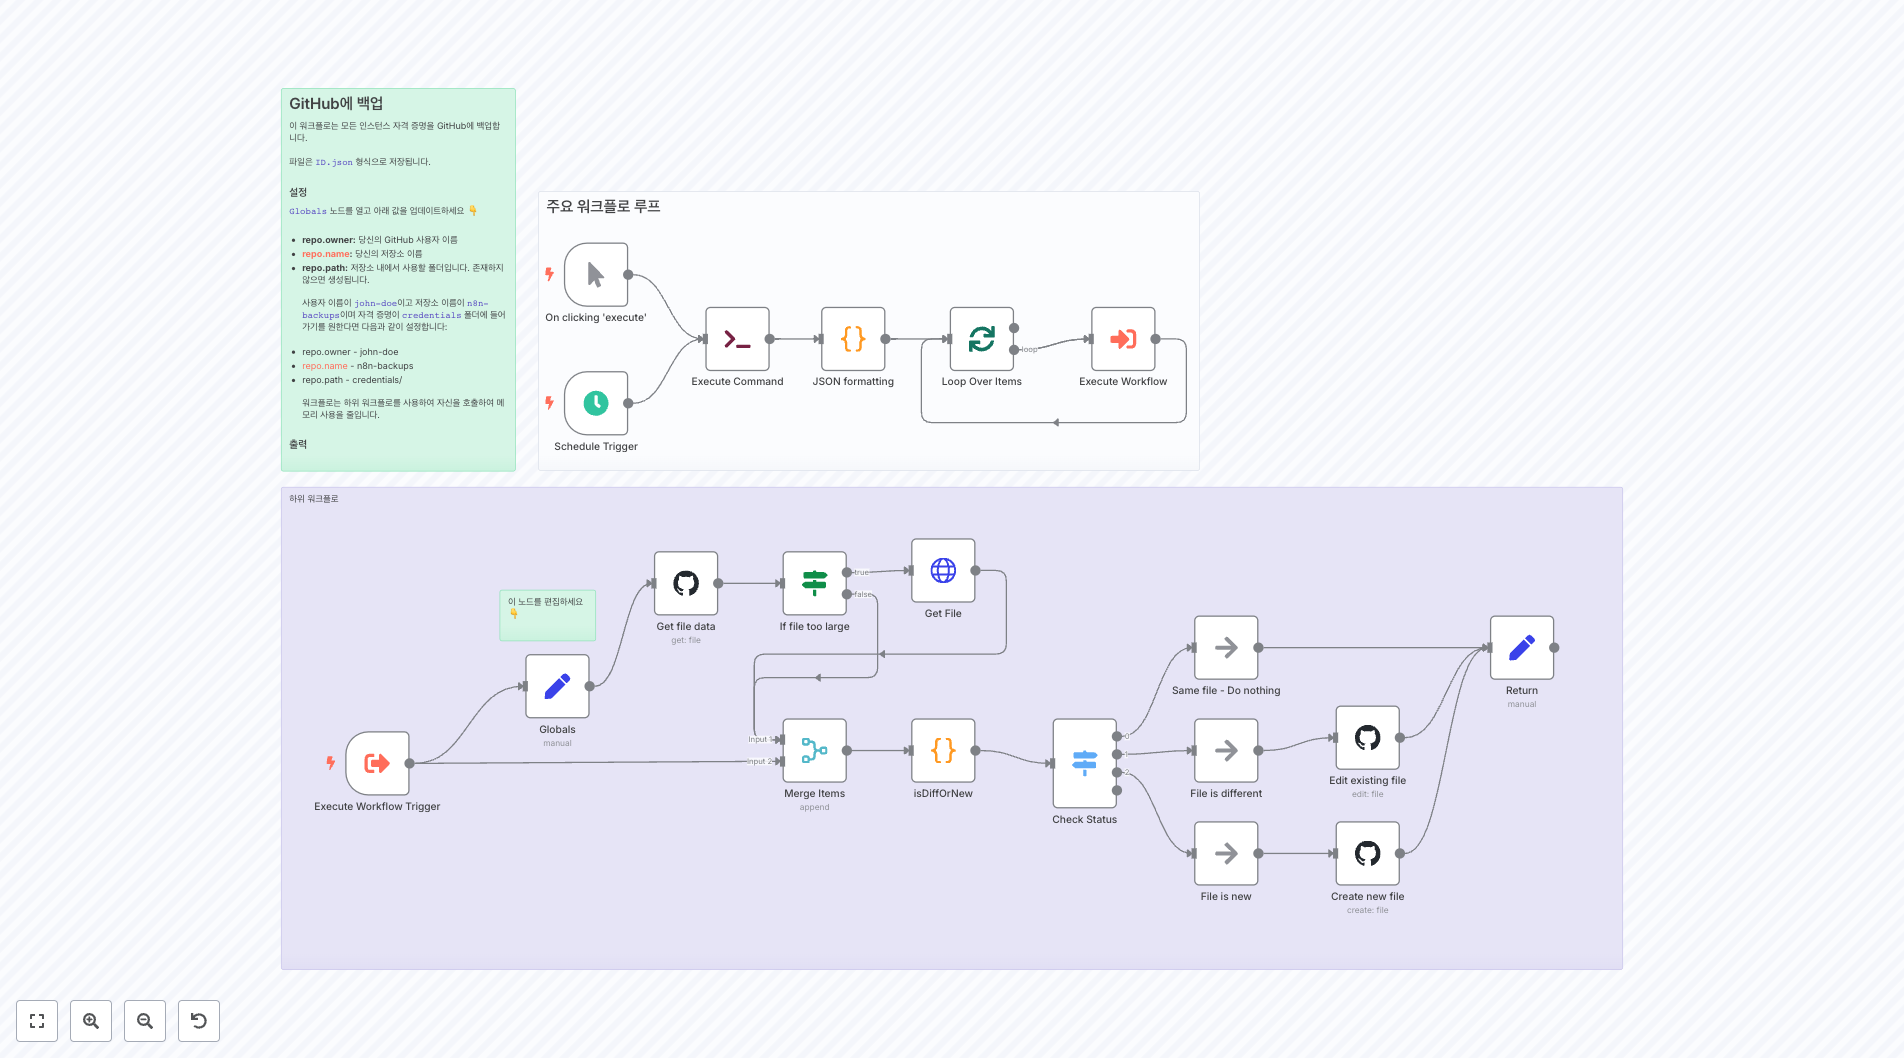 GitHub에 백업
이 워크플로는 모든 인스턴스 자격 증명을 GitHub에 백업합
니다.
파일은 ID.json 형식으로 저장됩니다.
설정
Globals 노드를 열고 아래 값을 업데이트하세요 👇
repo.owner: 당신의 GitHub 사용자 이름
repo.name: 당신의 저장소 이름
repo.path: 저장소 내에서 사용할 폴더입니다. 존재하지
않으면 생성됩니다.
사용자 이름이 john-doe이고 저장소 이름이 n8n-
backups이며 자격 증명이 credentials 폴더에 들어
가기를 원한다면 다음과 같이 설정합니다:
repo.owner - john-doe
repo.name - n8n-backups
repo.path - credentials/
워크플로는 하위 워크플로를 사용하여 자신을 호출하여 메
모리 사용을 줄입니다.
출력
주요 워크플로 루프
On clicking 'execute'
Schedule Trigger
Execute Command
JSON formatting
Loop Over Items
loop
Execute Workflow
하위 워크플로
이 노드를 편집하세요
👇
Execute Workflow Trigger
Globals
manual
Get file data
get: file
If file too large
true
false
Get File
Input 1
Input 2
Merge Items
append
isDiffOrNew
Check Status
0
1
2
Same file - Do nothing
File is different
File is new
Edit existing file
edit: file
Create new file
create: file
Return
manual